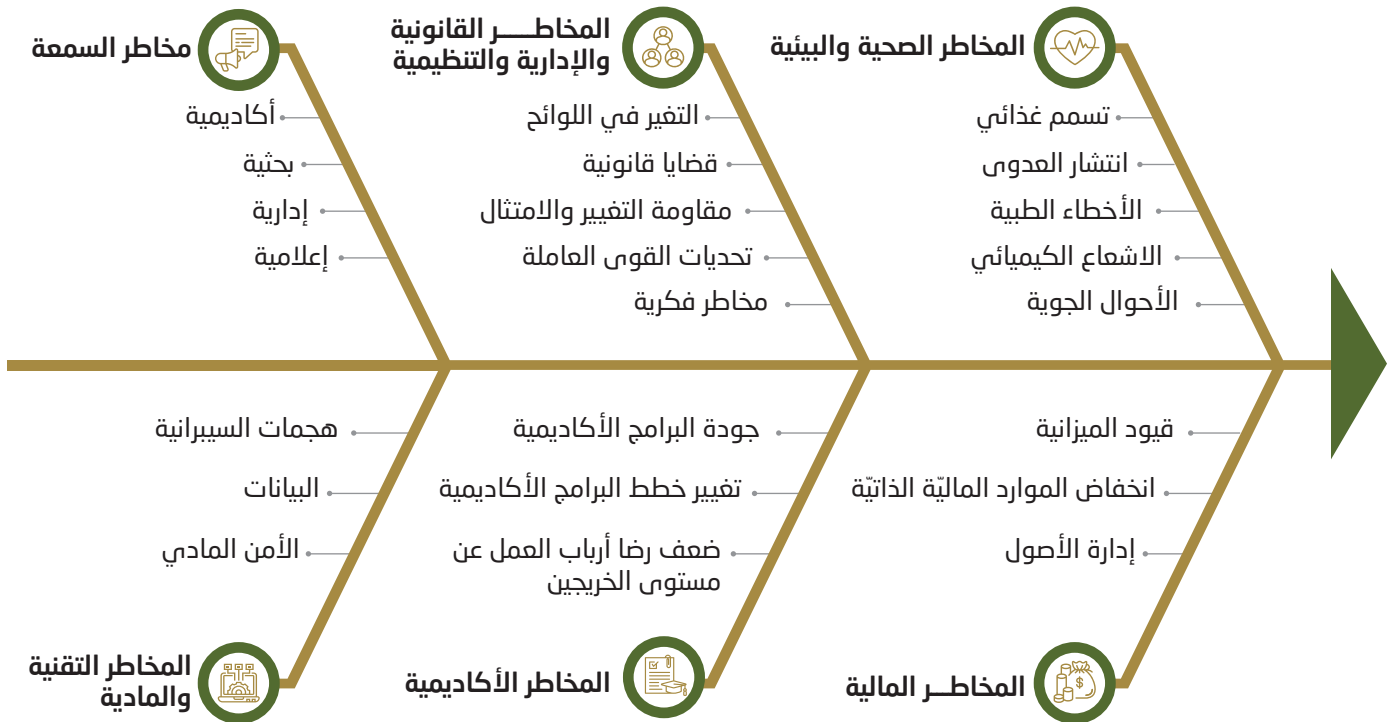 المخاطر الصحية والبيئية
تسمم غذائي
انتشار العدوى
الأخطاء الطبية
الاشعاع الكيميائي
الأحوال الجوية
المخاطـــــر القانونية
والإدارية والتنظيمية
التغير في اللوائح
قضايا قانونية
مقاومة التغيير والامتثال
تحديات القوى العاملة
مخاطر فكرية
مخاطر السمعة
أكاديمية
بحثية
إدارية
إعلامية
قيود الميزانية
انخفاض الموارد الماليّة الذاتيّة
إدارة الأصول
المخاطـــر المالية
جودة البرامج الأكاديمية
تغيير خطط البرامج الأكاديمية
ضعف رضا أرباب العمل عن
مستوى الخريجين
المخاطر الأكاديمية
هجمات السيبرانية
البيانات
الأمن المادي
المخاطر التقنية
والمادية
$